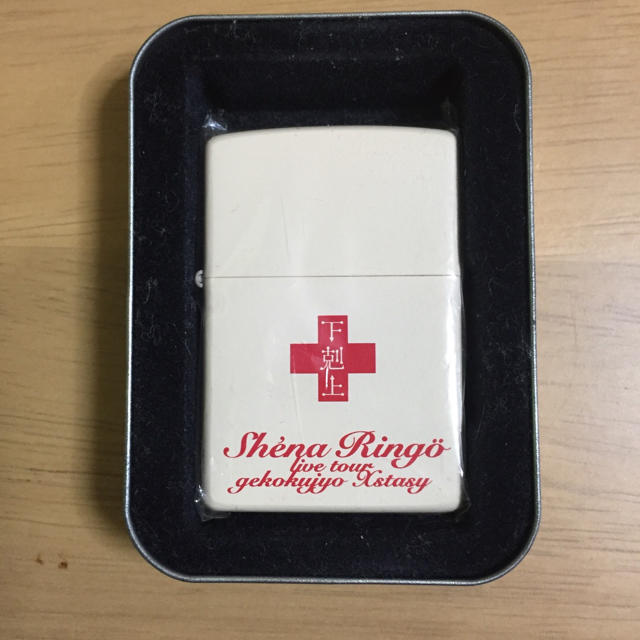 下剋上
Shéna Ringö
live tour
gekokujyo Xstasy